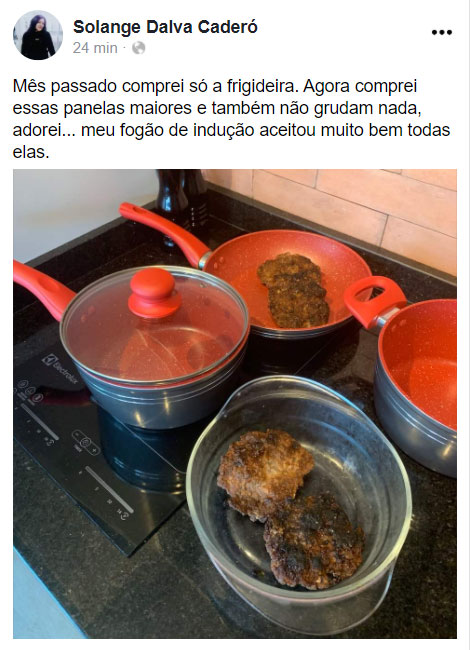 Solange Dalva Caderó
24 min ·
Mês passado comprei só a frigideira. Agora comprei
essas panelas maiores e também não grudam nada,
adorei... meu fogão de indução aceitou muito bem todas
elas.
Electrolux